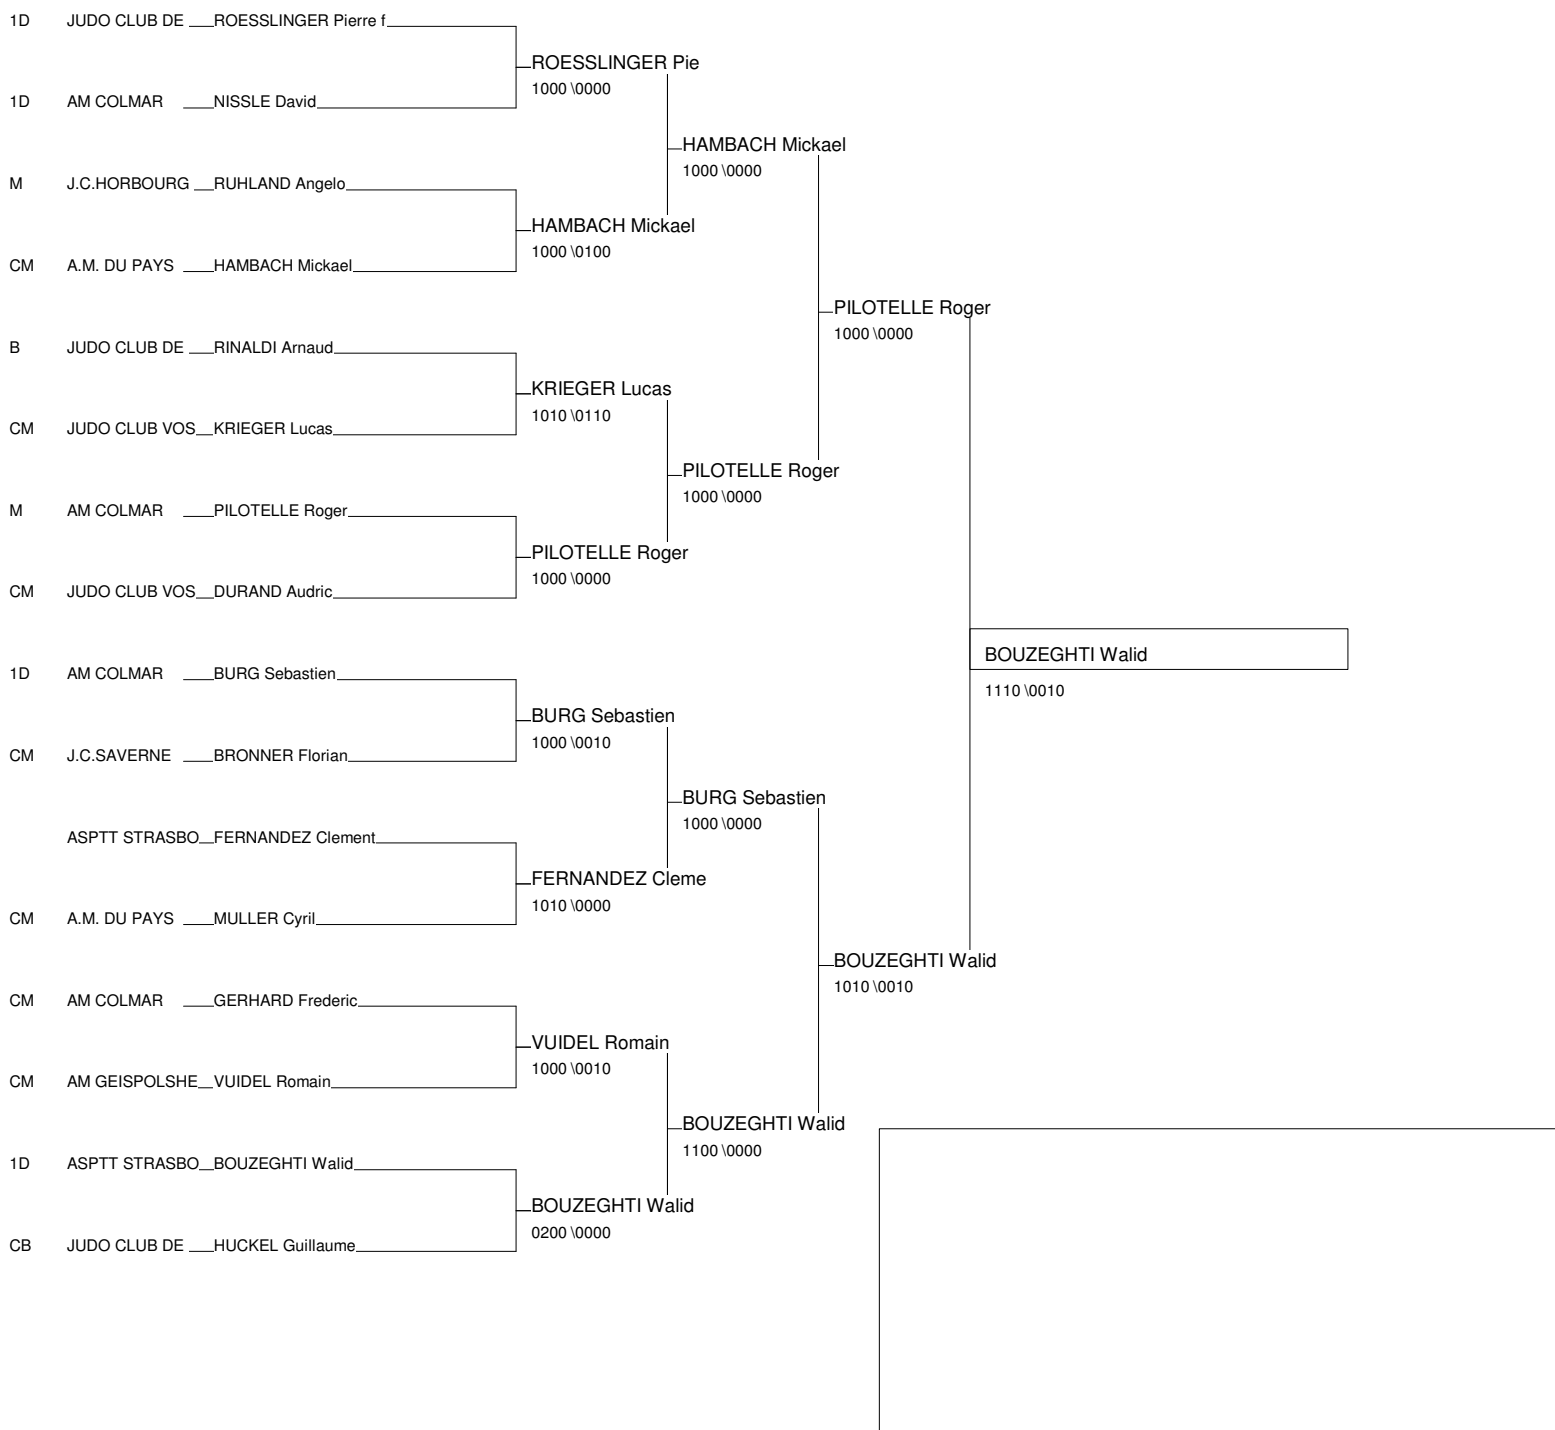 1D JUDO CLUB DE ROESSLINGER Pierre f
ROESSLINGER Pie
1000 \0000
1D AM COLMAR NISSLE David
HAMBACH Mickael
1000 \0000
M J.C.HORBOURG RUHLAND Angelo
HAMBACH Mickael
1000 \0100
CM A.M. DU PAYS HAMBACH Mickael
PILOTELLE Roger
1000 \0000
B JUDO CLUB DE RINALDI Arnaud
KRIEGER Lucas
1010 \0110
CM JUDO CLUB VOS KRIEGER Lucas
PILOTELLE Roger
1000 \0000
M AM COLMAR PILOTELLE Roger
PILOTELLE Roger
1000 \0000
CM JUDO CLUB VOS DURAND Audric
BOUZEGHTI Walid
1110 \0010
1D AM COLMAR BURG Sebastien
BURG Sebastien
1000 \0010
CM J.C.SAVERNE BRONNER Florian
BURG Sebastien
1000 \0000
ASPTT STRASBO FERNANDEZ Clement
FERNANDEZ Cleme
1010 \0000
CM A.M. DU PAYS MULLER Cyril
BOUZEGHTI Walid
1010 \0010
CM AM COLMAR GERHARD Frederic
VUIDEL Romain
1000 \0010
CM AM GEISPOLSHE VUIDEL Romain
BOUZEGHTI Walid
1100 \0000
1D ASPTT STRASBO BOUZEGHTI Walid
BOUZEGHTI Walid
0200 \0000
CB JUDO CLUB DE HUCKEL Guillaume